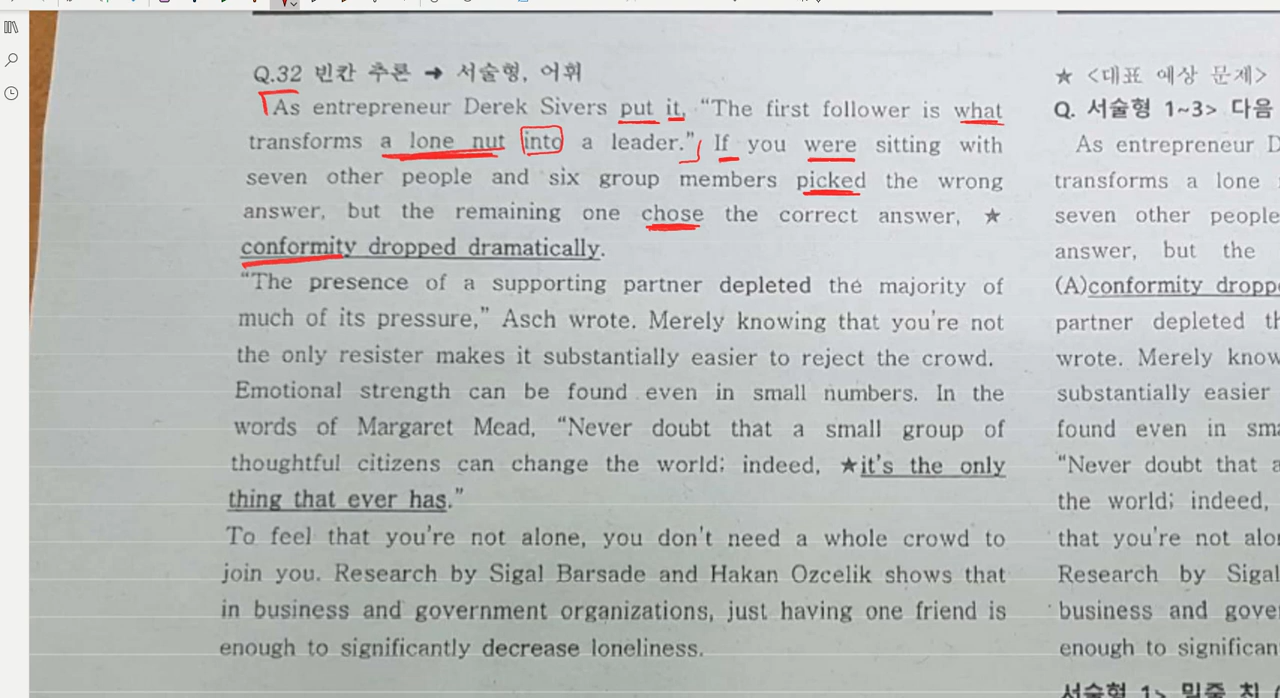 Q.32 빈칸 추론 → 서술형, 어휘
As entrepreneur Derek Sivers put it, “The first follower is what
transforms a lone nut into a leader.” If you were sitting with
seven other people and six group members picked the wrong
answer, but the remaining one chose the correct answer, ★
conformity dropped dramatically.
“The presence of a supporting partner depleted the majority of
much of its pressure,” Asch wrote. Merely knowing that you're not
the only resister makes it substantially easier to reject the crowd.
Emotional strength can be found even in small numbers. In the
words of Margaret Mead, “Never doubt that a small group of
thoughtful citizens can change the world; indeed, ★it's the only
thing that ever has.”
To feel that you're not alone, you don't need a whole crowd to
join you. Research by Sigal Barsade and Hakan Ozcelik shows that
in business and government organizations, just having one friend is
enough to significantly decrease loneliness.
★ <대표 예상 문제>
Q. 서술형 1~3> 다음
As entrepreneur D
transforms a lone
seven other people
answer, but the
(A)conformity droppe
partner depleted th
wrote. Merely know
substantially easier
found even in sma
“Never doubt that a
the world; indeed,
that you're not alo
Research by Sigal
business and gove
enough to significan
서술형 1>